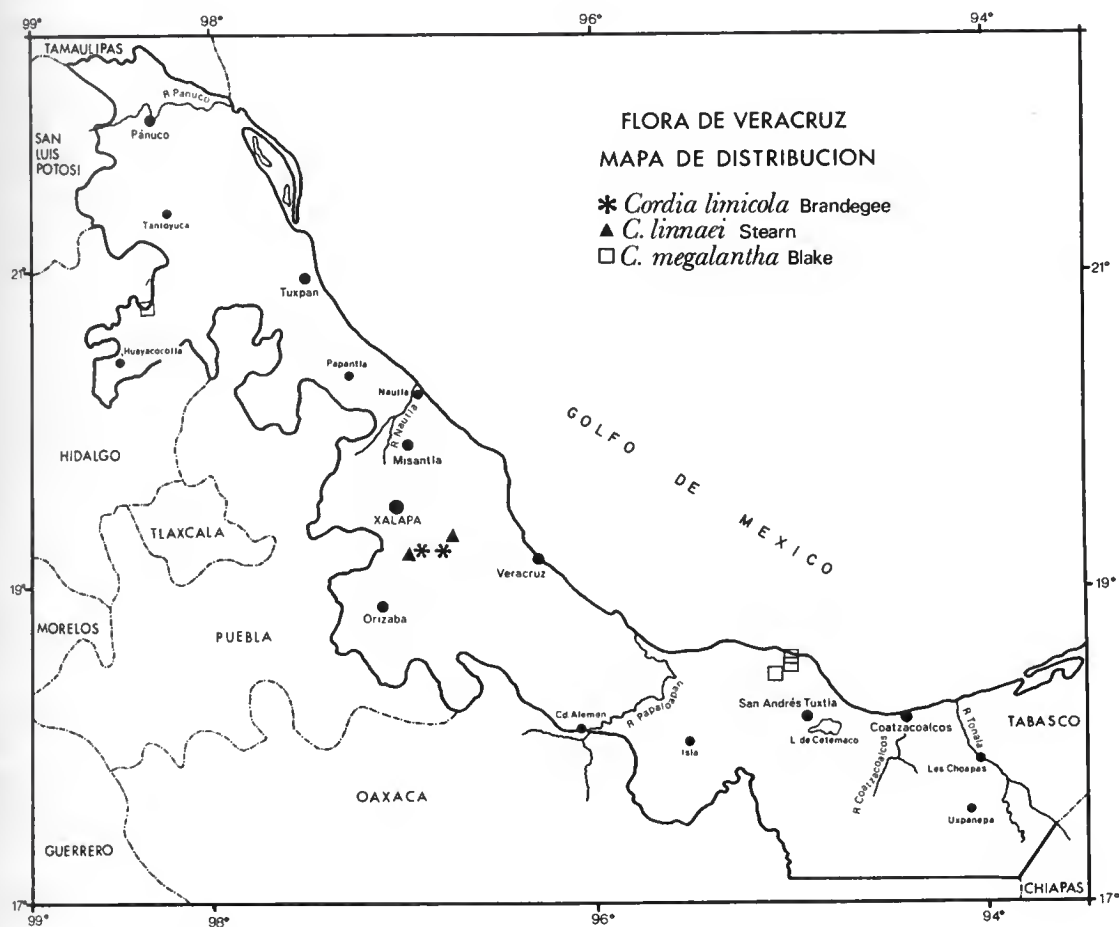 99°
98°
96°
94°
19°
19°
TAMAULIPAS
R Panuco
Pánuco
SAN
LUIS
POTOSI
Tantoyuca
FLORA DE VERACRUZ
MAPA DE DISTRIBUCION
Cordia limicola Brandegee
C. linnaei Stearn
C. megalantha Blake
21°
21°
Tuxpan
Huayacocotla
Papantla
Nautla
R Nautla
Misantla
GOLFO DE MEXICO
HIDALGO
TLAXCALA
XALAPA
Veracruz
19°
19°
MORELOS
PUEBLA
Orizaba
Cd. Aleman
R Papaloapan
San Andrés Tuxtla
L de Catemaco
Coatzacoalcos
R Tonala
TABASCO
Isla
R Coatzacoalcos
Las Choapas
OAXACA
Uxpanapa
GUERRERO
CHIAPAS
17°
17°
99°
98°
96°
94°